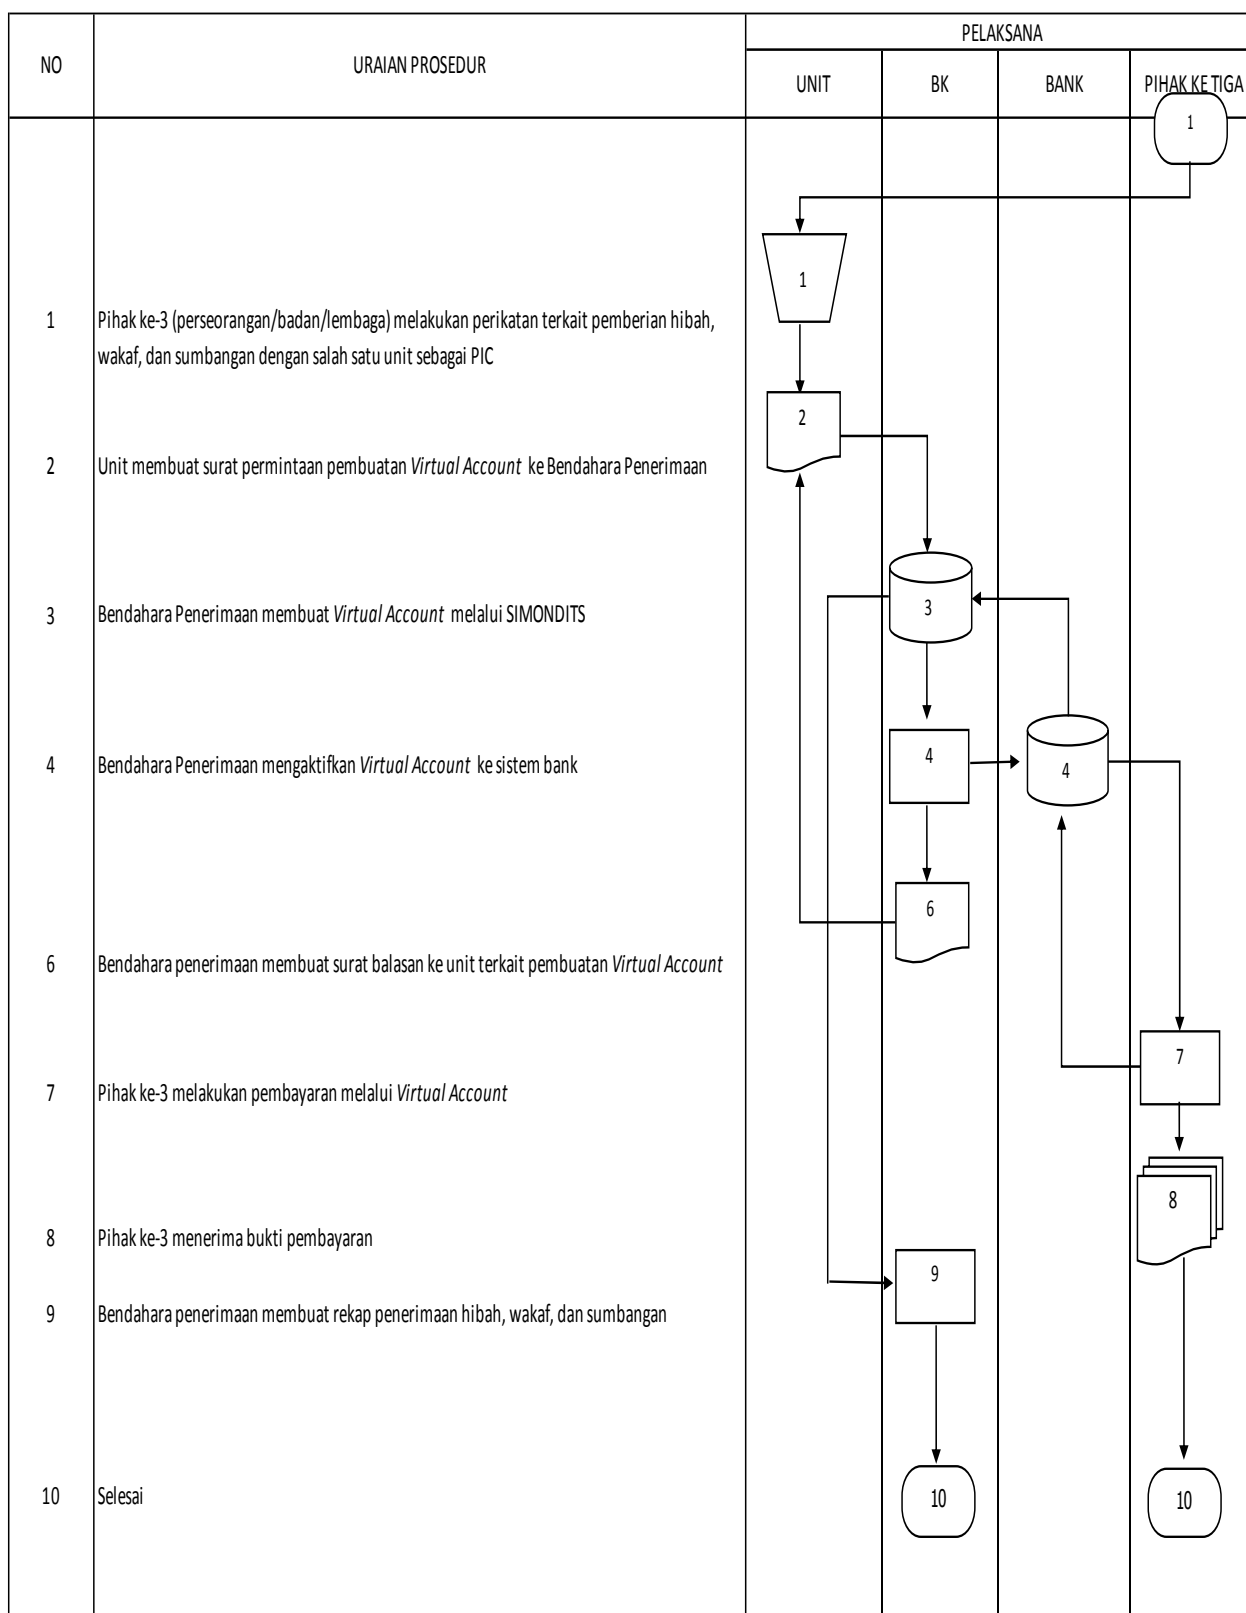 NO
URAIAN PROSEDUR
PELAKSANA
UNIT
BK
BANK
PIHAK KE TIGA
1
1
1
Pihak ke-3 (perseorangan/badan/lembaga) melakukan perikatan terkait pemberian hibah,
wakaf, dan sumbangan dengan salah satu unit sebagai PIC
2
2
Unit membuat surat permintaan pembuatan Virtual Account ke Bendahara Penerimaan
3
Bendahara Penerimaan membuat Virtual Account melalui SIMONDITS
3
4
Bendahara Penerimaan mengaktifkan Virtual Account ke sistem bank
4
4
6
6
Bendahara penerimaan membuat surat balasan ke unit terkait pembuatan Virtual Account
7
7
Pihak ke-3 melakukan pembayaran melalui Virtual Account
8
8
Pihak ke-3 menerima bukti pembayaran
9
9
Bendahara penerimaan membuat rekap penerimaan hibah, wakaf, dan sumbangan
10
Selesai
10
10